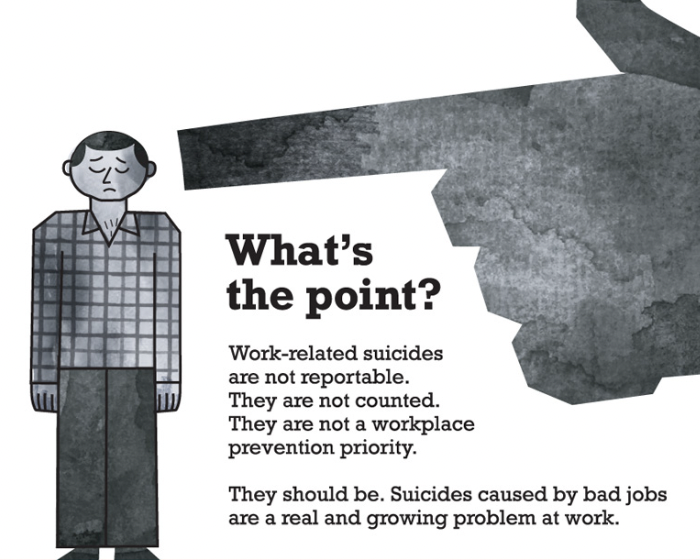 What's
the point?
Work-related suicides
are not reportable.
They are not counted.
They are not a workplace
prevention priority.
They should be. Suicides caused by bad jobs
are a real and growing problem at work.